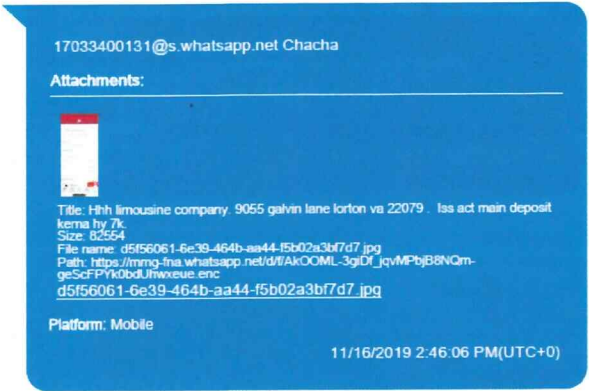 17033400131@s.whatsapp.net Chacha
Attachments:
Title: Hhh limousine company. 9055 galvin lane lorton va 22079 . Iss act main deposit
kema hy 7k.
Size: 82554
File name: d5f56061-6e39-464b-aa44-f5b02a3bf7d7.jpg
Path: https://mmg-fna.whatsapp.net/d/f/AkOOML-3giDf_jqvMPbjB8NQm-
geScFPYk0bdUhwxeue.enc
d5f56061-6e39-464b-aa44-f5b02a3bf7d7.jpg
Platform: Mobile
11/16/2019 2:46:06 PM(UTC+0)